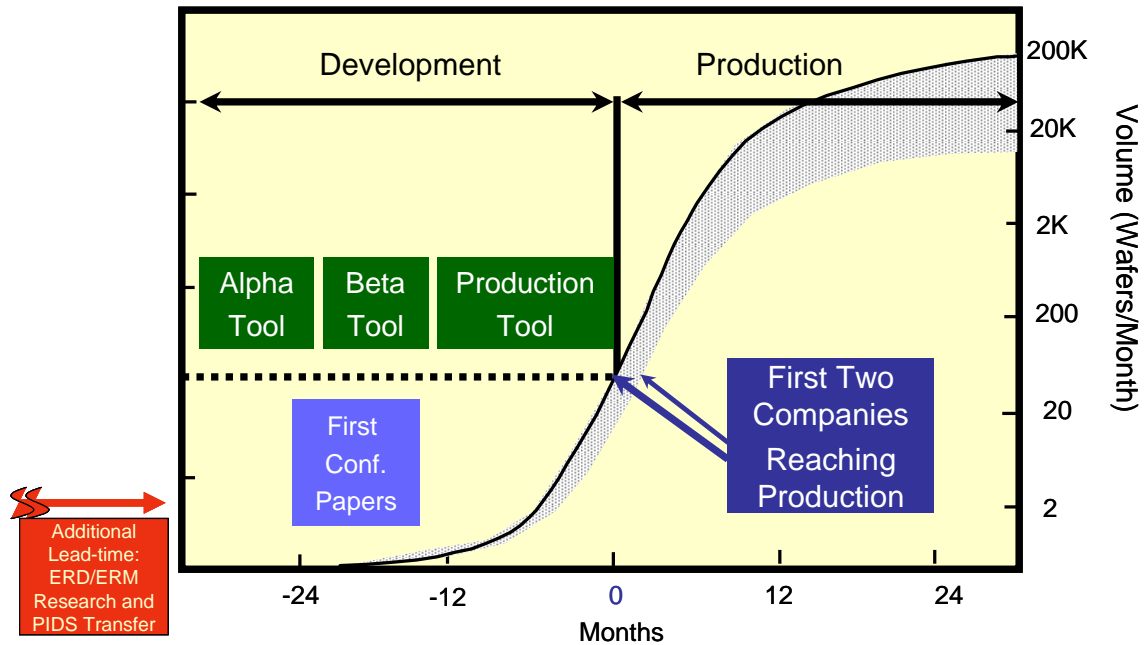 Development
Production
200K
20K
2K
200
20
2
Volume (Wafers/Month)
Alpha
Tool
Beta
Tool
Production
Tool
First
Conf.
Papers
First Two
Companies
Reaching
Production
Additional
Lead-time:
ERD/ERM
Research and
PIDS Transfer
-24
-12
0
12
24
Months